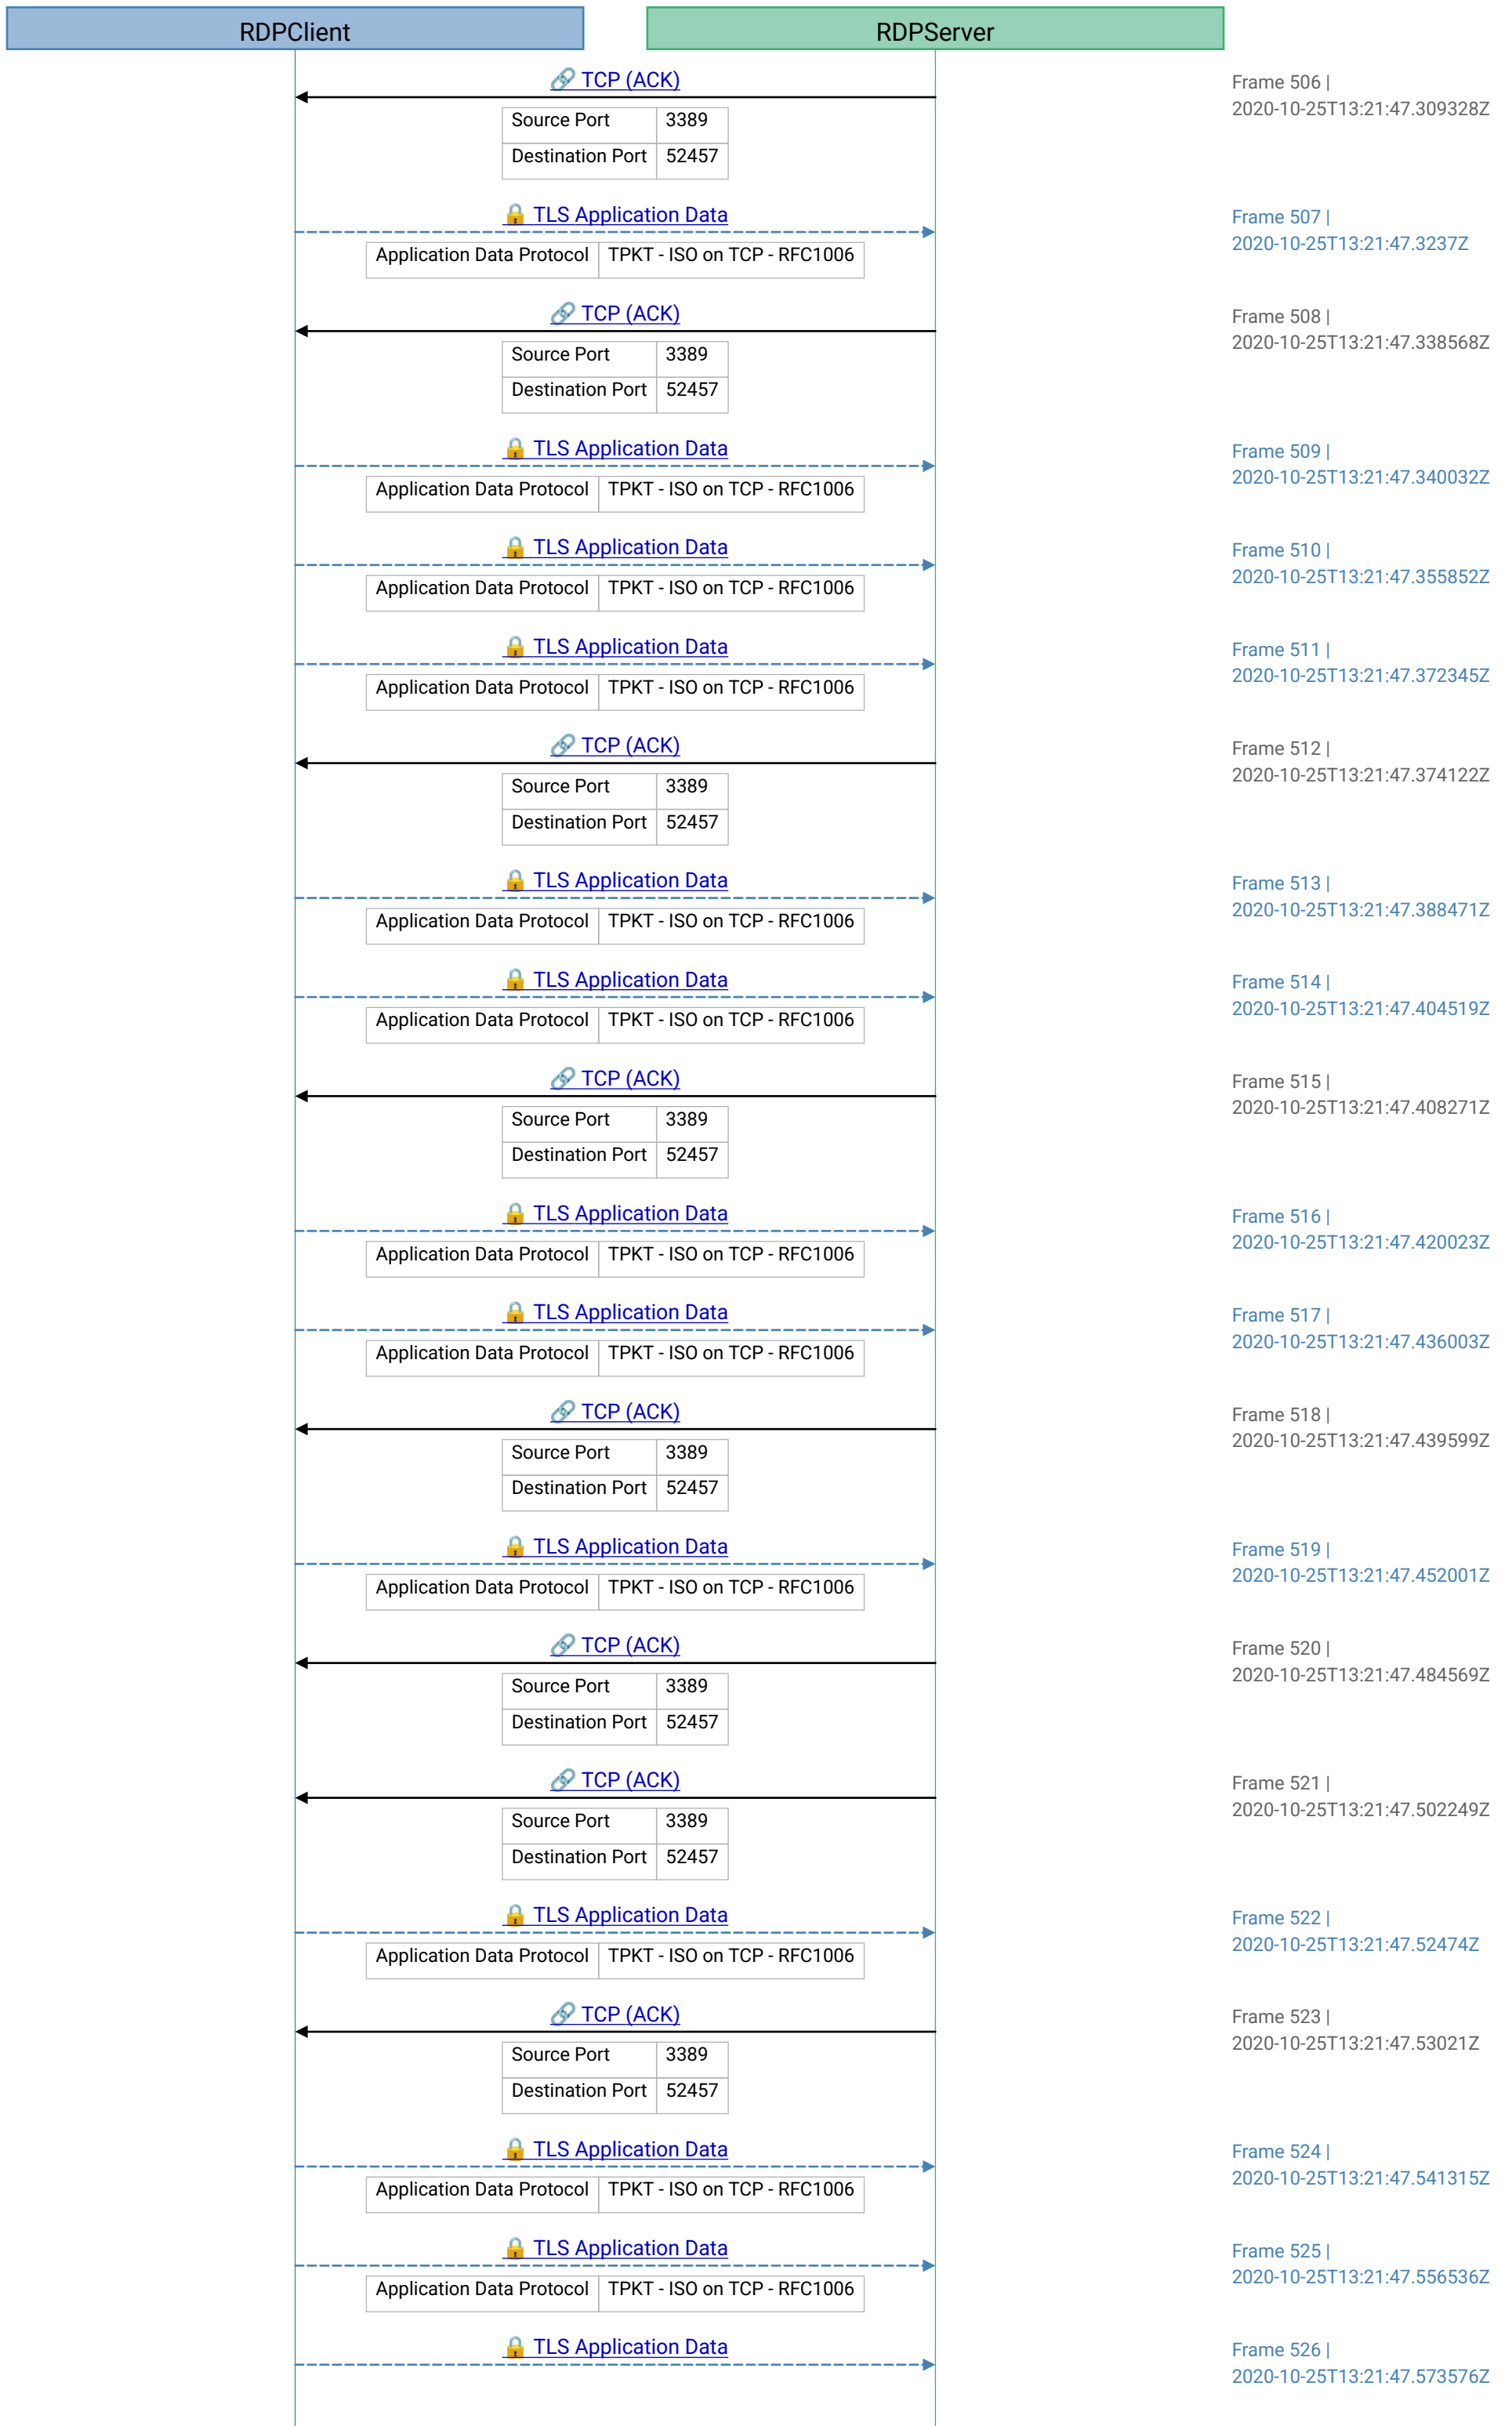 RDPClient
RDPServer
TCP (ACK)
Frame 506 |
2020-10-25T13:21:47.309328Z
Source Port 3389
Destination Port 52457
TLS Application Data
Frame 507 |
2020-10-25T13:21:47.3237Z
Application Data Protocol TPKT - ISO on TCP - RFC1006
TCP (ACK)
Frame 508 |
2020-10-25T13:21:47.338568Z
Source Port 3389
Destination Port 52457
TLS Application Data
Frame 509 |
2020-10-25T13:21:47.340032Z
Application Data Protocol TPKT - ISO on TCP - RFC1006
TLS Application Data
Frame 510 |
2020-10-25T13:21:47.355852Z
Application Data Protocol TPKT - ISO on TCP - RFC1006
TLS Application Data
Frame 511 |
2020-10-25T13:21:47.372345Z
Application Data Protocol TPKT - ISO on TCP - RFC1006
TCP (ACK)
Frame 512 |
2020-10-25T13:21:47.374122Z
Source Port 3389
Destination Port 52457
TLS Application Data
Frame 513 |
2020-10-25T13:21:47.388471Z
Application Data Protocol TPKT - ISO on TCP - RFC1006
TLS Application Data
Frame 514 |
2020-10-25T13:21:47.404519Z
Application Data Protocol TPKT - ISO on TCP - RFC1006
TCP (ACK)
Frame 515 |
2020-10-25T13:21:47.408271Z
Source Port 3389
Destination Port 52457
TLS Application Data
Frame 516 |
2020-10-25T13:21:47.420023Z
Application Data Protocol TPKT - ISO on TCP - RFC1006
TLS Application Data
Frame 517 |
2020-10-25T13:21:47.436003Z
Application Data Protocol TPKT - ISO on TCP - RFC1006
TCP (ACK)
Frame 518 |
2020-10-25T13:21:47.439599Z
Source Port 3389
Destination Port 52457
TLS Application Data
Frame 519 |
2020-10-25T13:21:47.452001Z
Application Data Protocol TPKT - ISO on TCP - RFC1006
TCP (ACK)
Frame 520 |
2020-10-25T13:21:47.484569Z
Source Port 3389
Destination Port 52457
TCP (ACK)
Frame 521 |
2020-10-25T13:21:47.502249Z
Source Port 3389
Destination Port 52457
TLS Application Data
Frame 522 |
2020-10-25T13:21:47.52474Z
Application Data Protocol TPKT - ISO on TCP - RFC1006
TCP (ACK)
Frame 523 |
2020-10-25T13:21:47.53021Z
Source Port 3389
Destination Port 52457
TLS Application Data
Frame 524 |
2020-10-25T13:21:47.541315Z
Application Data Protocol TPKT - ISO on TCP - RFC1006
TLS Application Data
Frame 525 |
2020-10-25T13:21:47.556536Z
Application Data Protocol TPKT - ISO on TCP - RFC1006
TLS Application Data
Frame 526 |
2020-10-25T13:21:47.573576Z